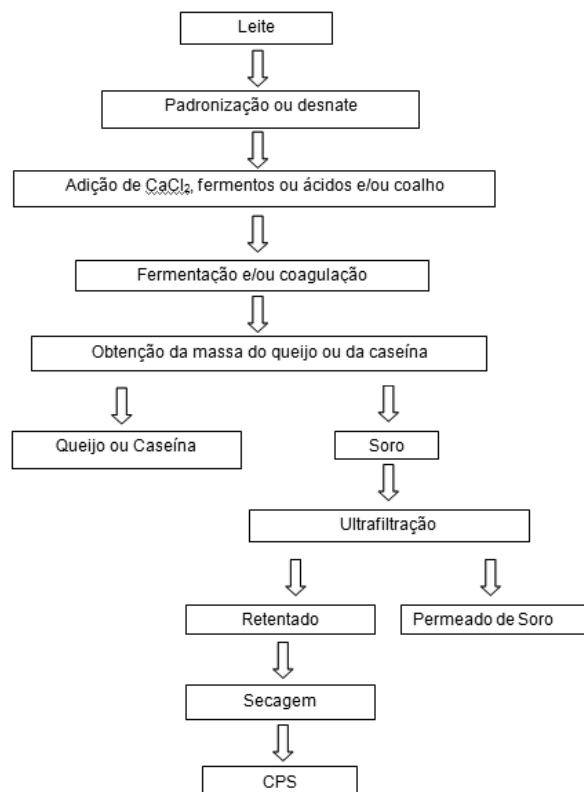 Leite
Padronização ou desnate
Adição de CaCl₂, fermentos ou ácidos e/ou coalho
Fermentação e/ou coagulação
Obtenção da massa do queijo ou da caseína
Queijo ou Caseína
Soro
Ultrafiltração
Retentado
Permeado de Soro
Secagem
CPS